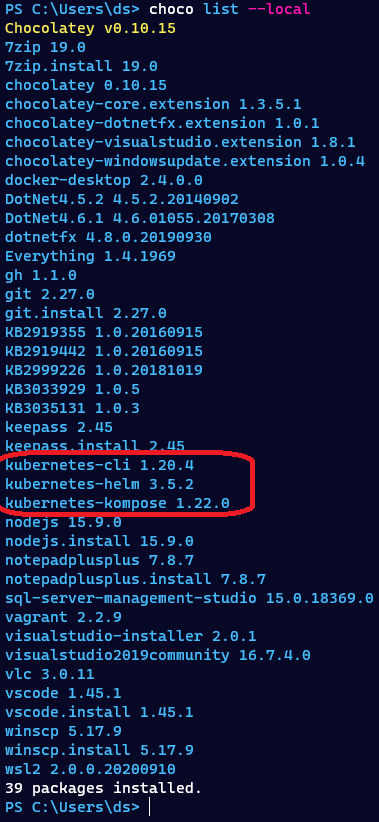 PS C:\Users\ds> choco list --local
Chocolatey v0.10.15
7zip 19.0
7zip.install 19.0
chocolatey 0.10.15
chocolatey-core.extension 1.3.5.1
chocolatey-dotnetfx.extension 1.0.1
chocolatey-visualstudio.extension 1.8.1
chocolatey-windowsupdate.extension 1.0.4
docker-desktop 2.4.0.0
DotNet4.5.2 4.5.2.20140902
DotNet4.6.1 4.6.01055.20170308
dotnetfx 4.8.0.20190930
Everything 1.4.1969
gh 1.1.0
git 2.27.0
git.install 2.27.0
KB2919355 1.0.20160915
KB2919442 1.0.20160915
KB2999226 1.0.20181019
KB3033929 1.0.5
KB3035131 1.0.3
keepass 2.45
keepass.install 2.45
kubernetes-cli 1.20.4
kubernetes-helm 3.5.2
kubernetes-kompose 1.22.0
nodejs 15.9.0
nodejs.install 15.9.0
notepadplusplus 7.8.7
notepadplusplus.install 7.8.7
sql-server-management-studio 15.0.18369.0
vagrant 2.2.9
visualstudio-installer 2.0.1
visualstudio2019community 16.7.4.0
vlc 3.0.11
vscode 1.45.1
vscode.install 1.45.1
winscp 5.17.9
winscp.install 5.17.9
wsl2 2.0.0.20200910
39 packages installed.
PS C:\Users\ds>